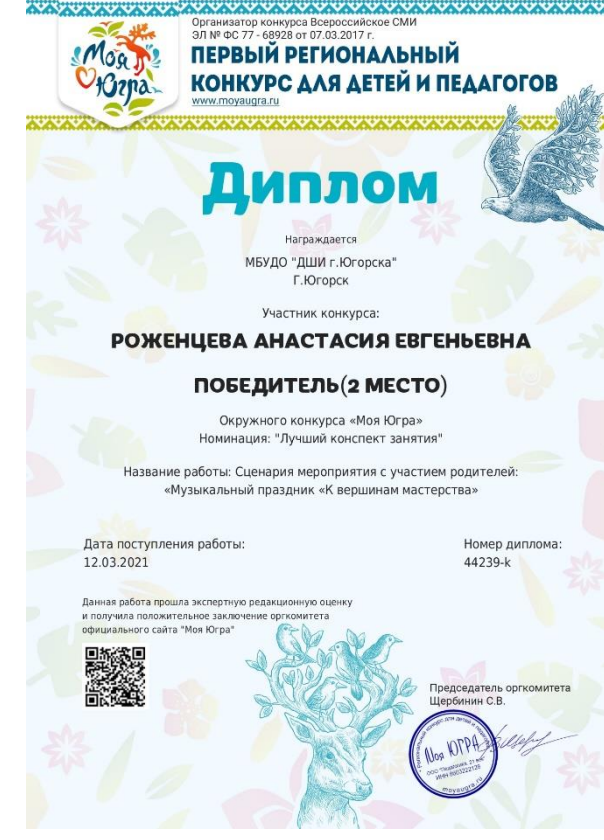 Моя
Югра
Организатор конкурса Всероссийское СМИ
ЭЛ № ФС 77 - 68928 от 07.03.2017 г.
ПЕРВЫЙ РЕГИОНАЛЬНЫЙ
КОНКУРС ДЛЯ ДЕТЕЙ И ПЕДАГОГОВ
www.moyaugra.ru
Диплом
Награждается
МБУДО "ДШИ г.Югорска"
Г.Югорск
Участник конкурса:
РОЖЕНЦЕВА АНАСТАСИЯ ЕВГЕНЬЕВНА
ПОБЕДИТЕЛЬ(2 МЕСТО)
Окружного конкурса «Моя Югра»
Номинация: "Лучший конспект занятия"
Название работы: Сценария мероприятия с участием родителей:
«Музыкальный праздник «К вершинам мастерства»
Дата поступления работы:
12.03.2021
Номер диплома:
44239-k
Данная работа прошла экспертную редакционную оценку
и получила положительное заключение оргкомитета
официального сайта "Моя Югра"
Председатель оргкомитета
Щербинин С.В.
Моя ЮГРА
moyaugra.ru